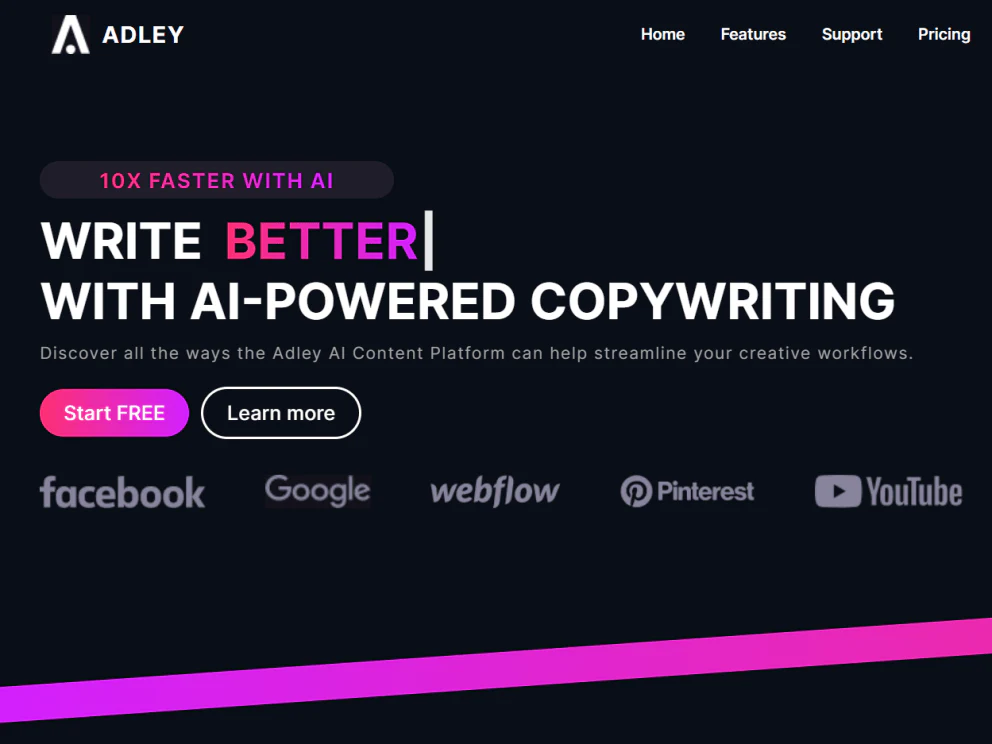 ADLEY
Home Features Support Pricing
10X FASTER WITH AI
WRITE BETTER
WITH AI-POWERED COPYWRITING
Discover all the ways the Adley AI Content Platform can help streamline your creative workflows.
Start FREE Learn more
facebook Google webflow Pinterest YouTube